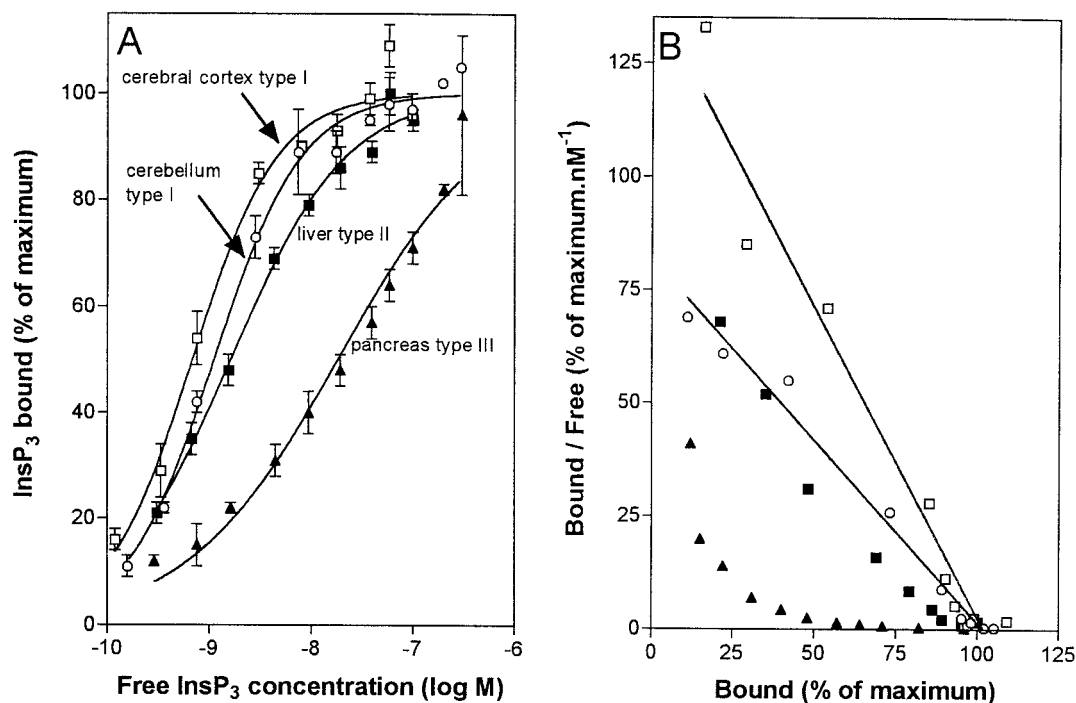 A
cerebral cortex type I
cerebellum
type I
liver type II
pancreas type III
InsP₃ bound (% of maximum)
100
80
60
40
20
0
-10
-9
-8
-7
-6
Free InsP₃ concentration (log M)
B
Bound / Free (% of maximum.nM⁻¹)
125
100
75
50
25
0
0
25
50
75
100
125
Bound (% of maximum)